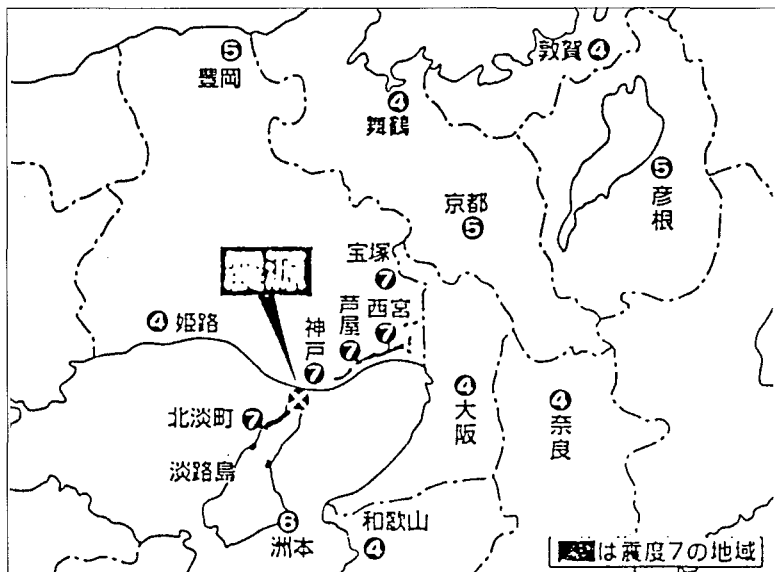 ⑤
豊岡
敦賀④
④
舞鶴
⑤
彦根
京都
⑤
宝塚
⑦
震源
④姫路
神戸
⑦
芦屋
⑦
西宮
⑦
④
大阪
④
奈良
北淡町⑦
淡路島
⑥
洲本
和歌山
④
は震度7の地域